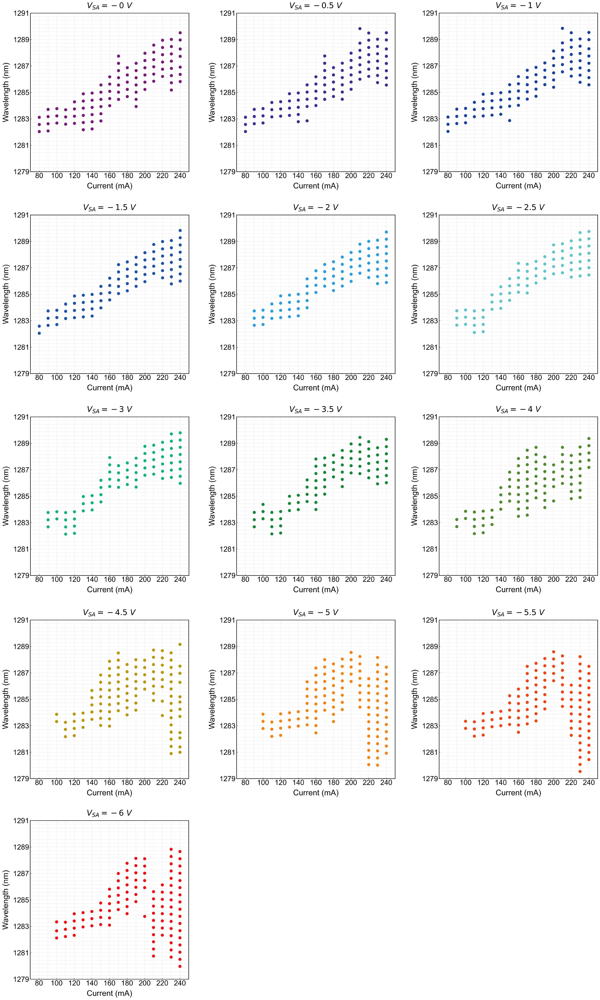 V_SA = − 0 V
1291
1289
1287
1285
1283
1281
1279
Wavelength (nm)
80 100 120 140 160 180 200 220 240
Current (mA)
V_SA = − 0.5 V
1291
1289
1287
1285
1283
1281
1279
Wavelength (nm)
80 100 120 140 160 180 200 220 240
Current (mA)
V_SA = − 1 V
1291
1289
1287
1285
1283
1281
1279
Wavelength (nm)
80 100 120 140 160 180 200 220 240
Current (mA)
V_SA = − 1.5 V
1291
1289
1287
1285
1283
1281
1279
Wavelength (nm)
80 100 120 140 160 180 200 220 240
Current (mA)
V_SA = − 2 V
1291
1289
1287
1285
1283
1281
1279
Wavelength (nm)
80 100 120 140 160 180 200 220 240
Current (mA)
V_SA = − 2.5 V
1291
1289
1287
1285
1283
1281
1279
Wavelength (nm)
80 100 120 140 160 180 200 220 240
Current (mA)
V_SA = − 3 V
1291
1289
1287
1285
1283
1281
1279
Wavelength (nm)
80 100 120 140 160 180 200 220 240
Current (mA)
V_SA = − 3.5 V
1291
1289
1287
1285
1283
1281
1279
Wavelength (nm)
80 100 120 140 160 180 200 220 240
Current (mA)
V_SA = − 4 V
1291
1289
1287
1285
1283
1281
1279
Wavelength (nm)
80 100 120 140 160 180 200 220 240
Current (mA)
V_SA = − 4.5 V
1291
1289
1287
1285
1283
1281
1279
Wavelength (nm)
80 100 120 140 160 180 200 220 240
Current (mA)
V_SA = − 5 V
1291
1289
1287
1285
1283
1281
1279
Wavelength (nm)
80 100 120 140 160 180 200 220 240
Current (mA)
V_SA = − 5.5 V
1291
1289
1287
1285
1283
1281
1279
Wavelength (nm)
80 100 120 140 160 180 200 220 240
Current (mA)
V_SA = − 6 V
1291
1289
1287
1285
1283
1281
1279
Wavelength (nm)
80 100 120 140 160 180 200 220 240
Current (mA)